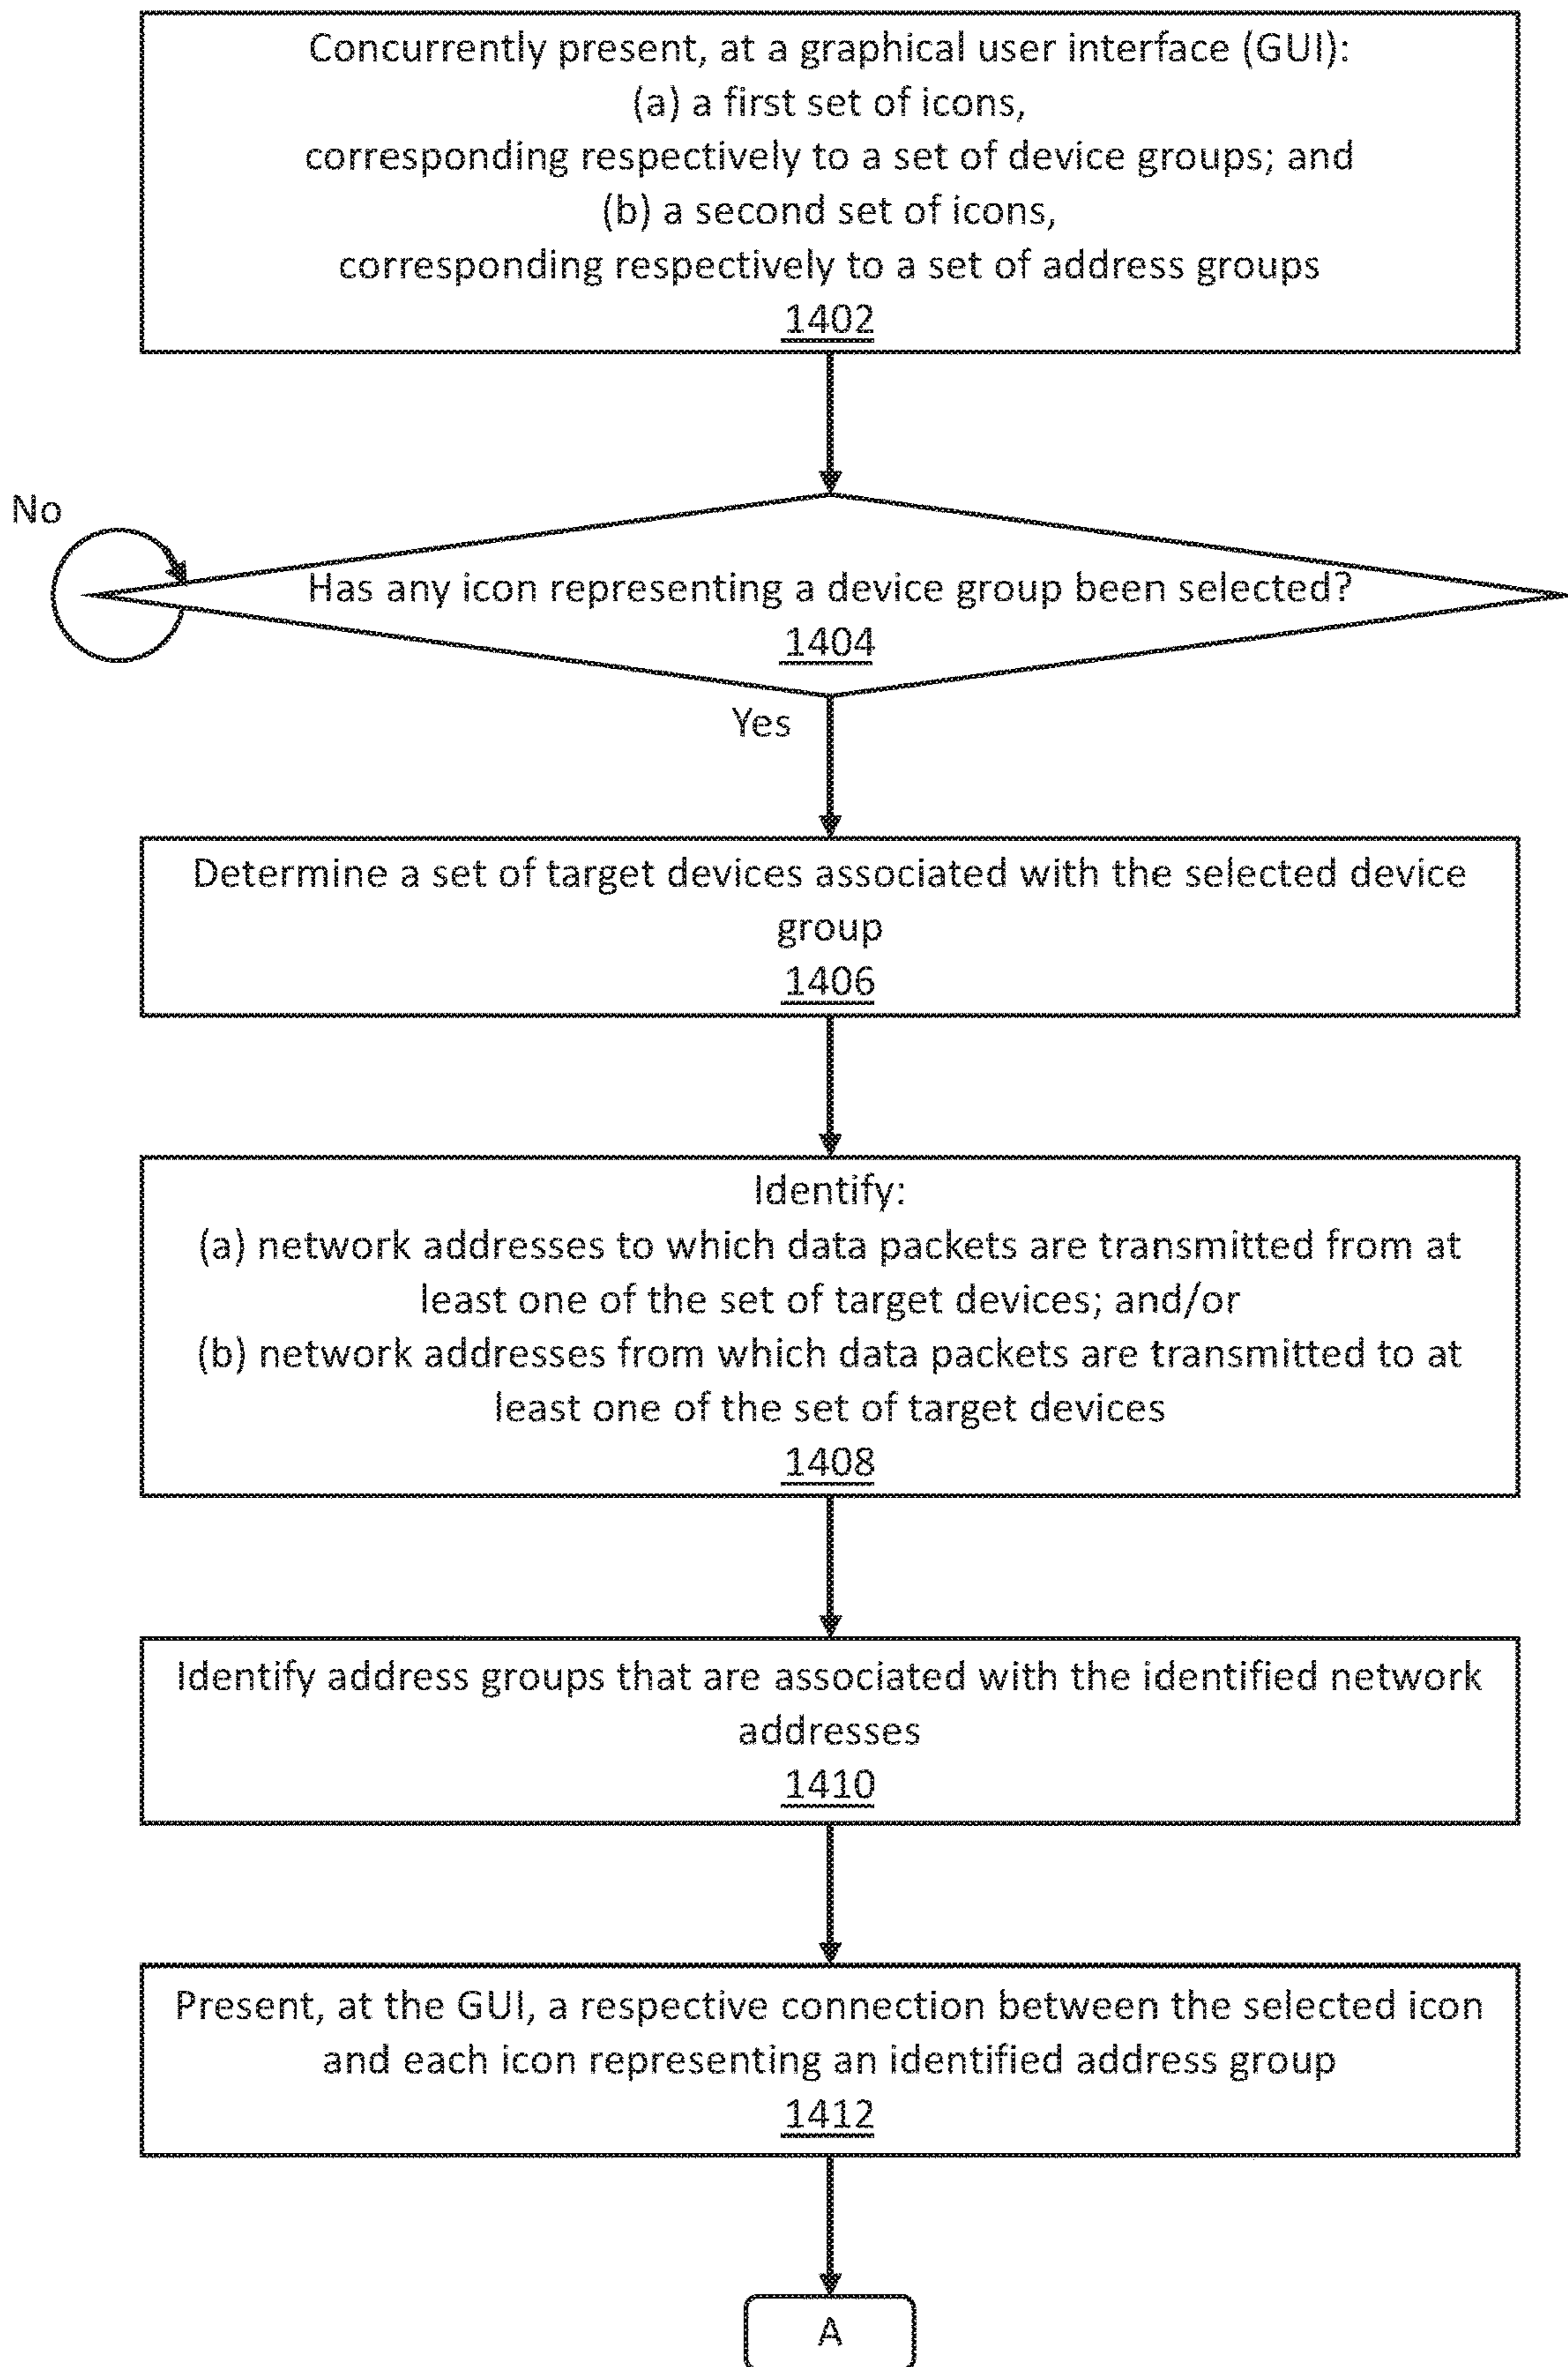 Concurrently present, at a graphical user interface (GUI):
(a) a first set of icons,
corresponding respectively to a set of device groups; and
(b) a second set of icons,
corresponding respectively to a set of address groups
1402
No
Has any icon representing a device group been selected?
1404
Yes
Determine a set of target devices associated with the selected device
group
1406
Identify:
(a) network addresses to which data packets are transmitted from at
least one of the set of target devices; and/or
(b) network addresses from which data packets are transmitted to at
least one of the set of target devices
1408
Identify address groups that are associated with the identified network
addresses
1410
Present, at the GUI, a respective connection between the selected icon
and each icon representing an identified address group
1412
A